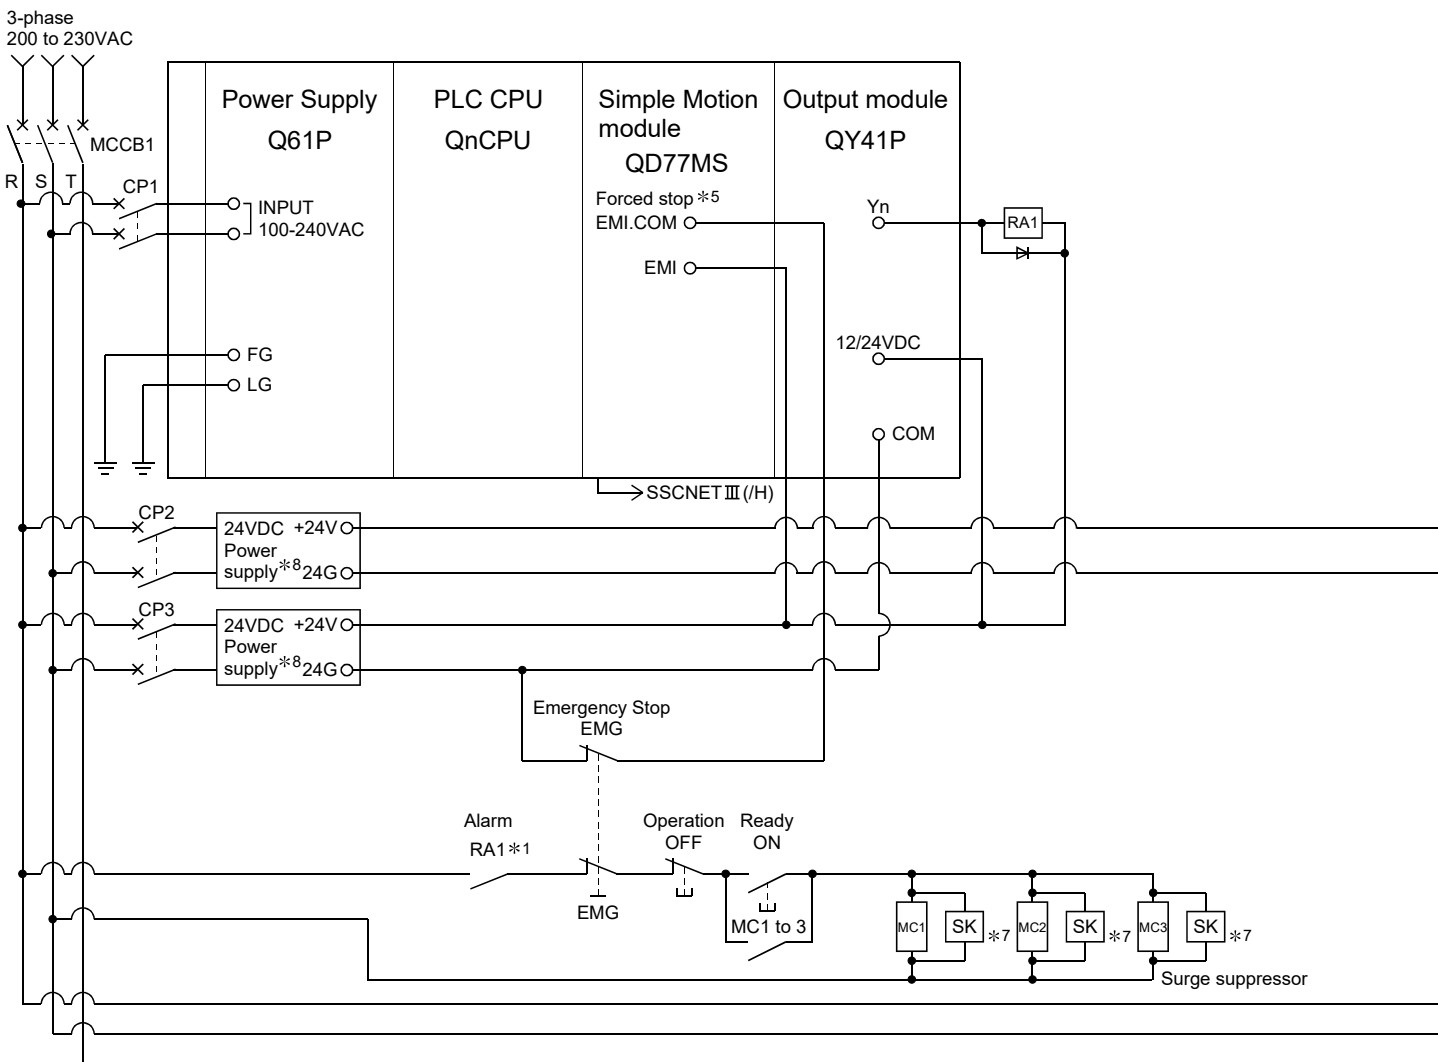 3-phase
200 to 230VAC
MCCB1
R S T
CP1
Power Supply
Q61P
INPUT
100-240VAC
FG
LG
PLC CPU
QnCPU
Simple Motion
module
QD77MS
Forced stop *5
EMI.COM
EMI
Output module
QY41P
Yn
12/24VDC
COM
RA1
SSCNETⅢ(/H)
CP2
24VDC +24V
Power
supply*8 24G
CP3
24VDC +24V
Power
supply*8 24G
Emergency Stop
EMG
Alarm
RA1*1
EMG
Operation
OFF
Ready
ON
MC1 to 3
MC1
SK
*7
MC2
SK
*7
MC3
SK
*7
Surge suppressor